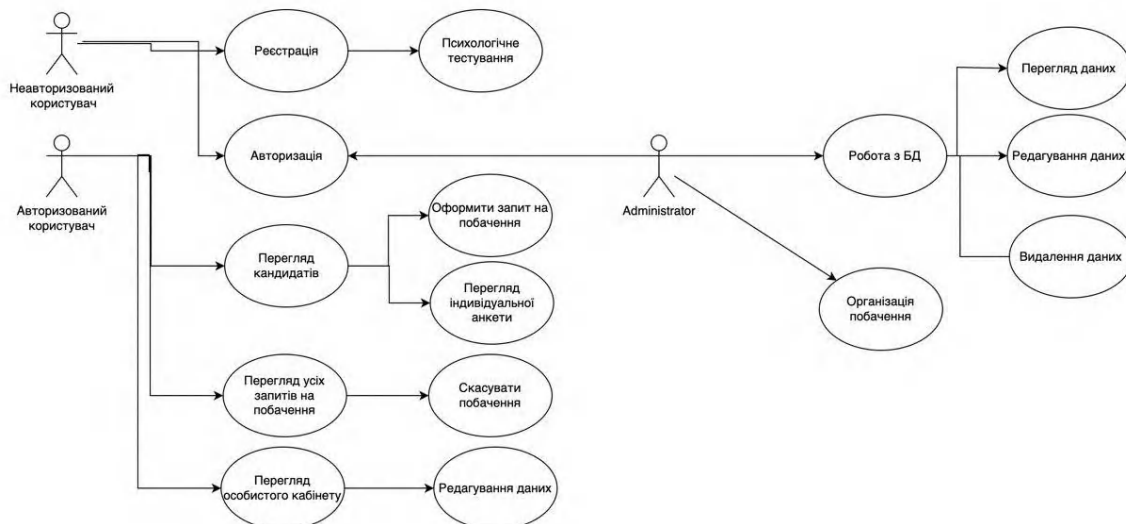 Неавторизований
користувач
Реєстрація
Психологічне
тестування
Перегляд даних
Авторизований
користувач
Авторизація
Administrator
Робота з БД
Редагування даних
Оформити запит на
побачення
Перегляд
кандидатів
Перегляд
індивідуальної
анкети
Видалення даних
Організація
побачення
Перегляд усіх
запитів на
побачення
Скасувати
побачення
Перегляд
особистого кабінету
Редагування даних